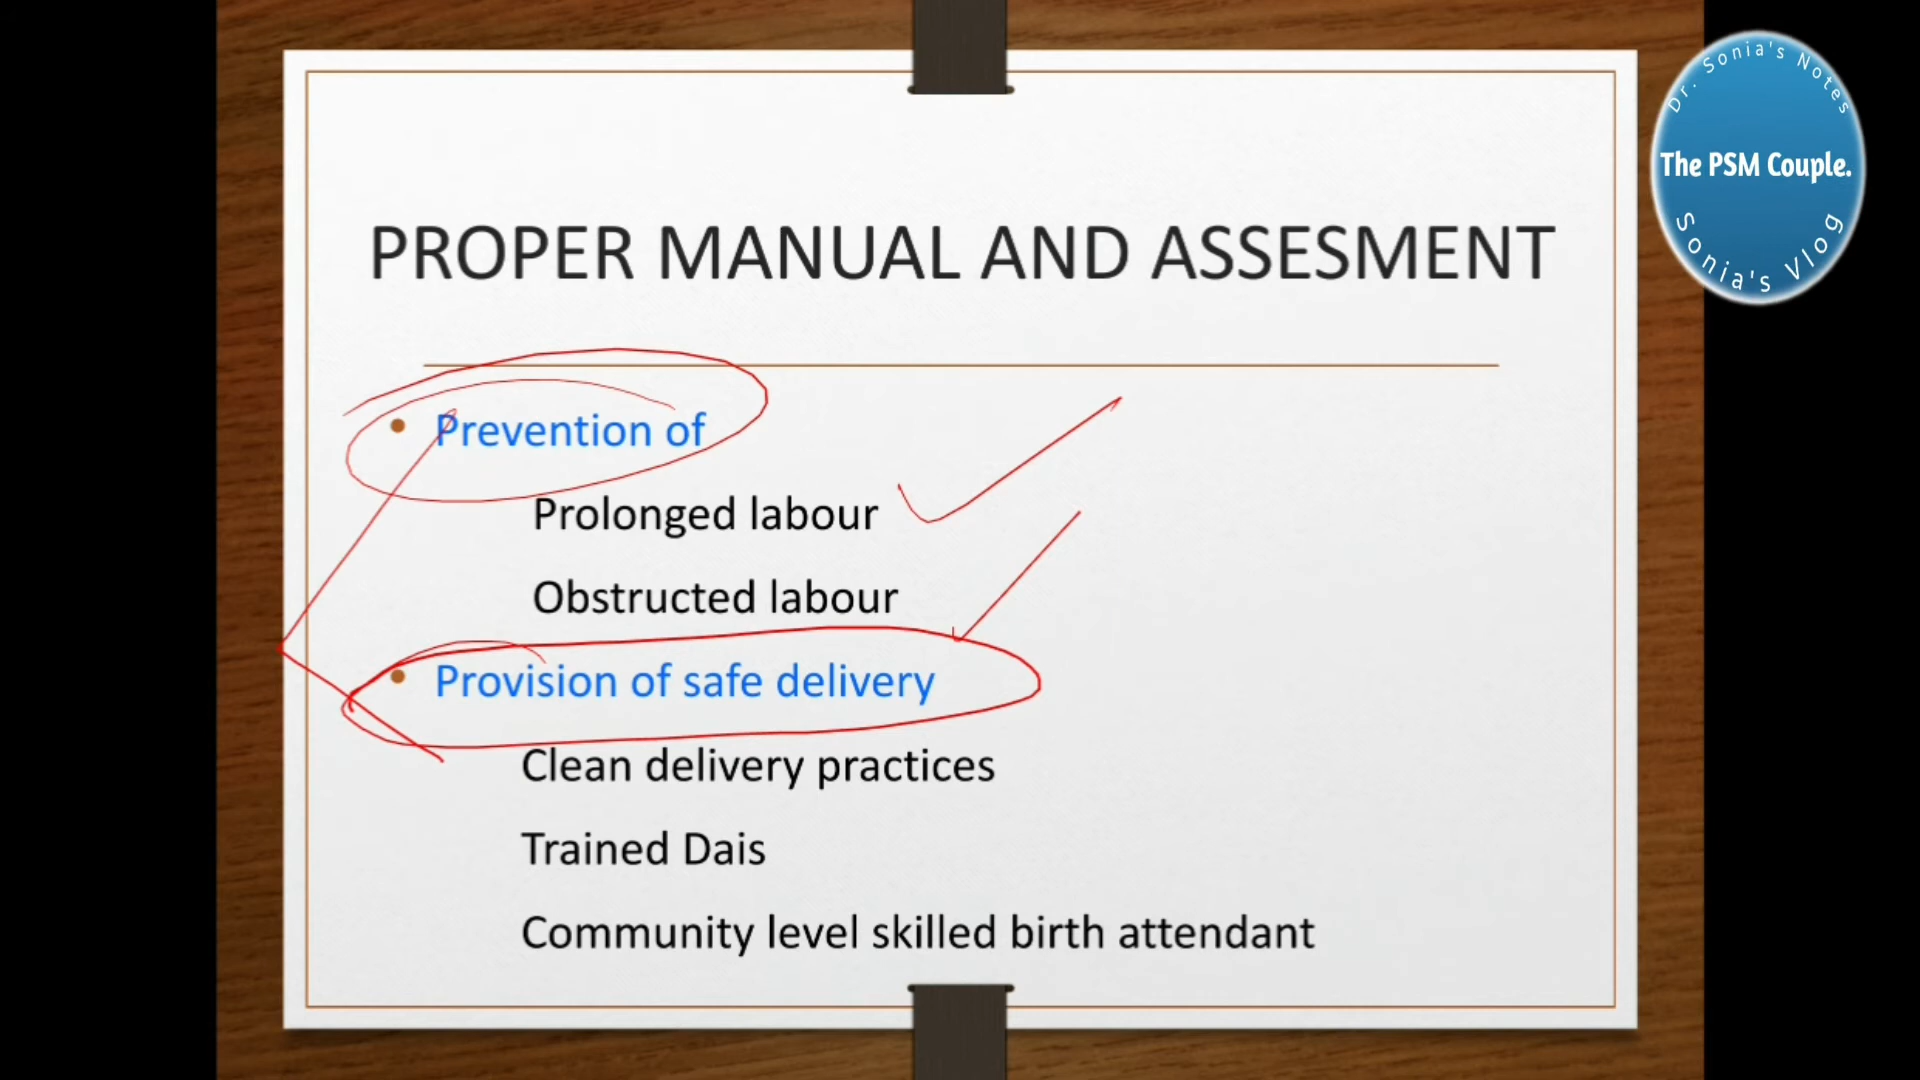 PROPER MANUAL AND ASSESMENT
• Prevention of
Prolonged labour
Obstructed labour
• Provision of safe delivery
Clean delivery practices
Trained Dais
Community level skilled birth attendant
Dr. Sonia's Notes
The PSM Couple.
Sonia's Vlog